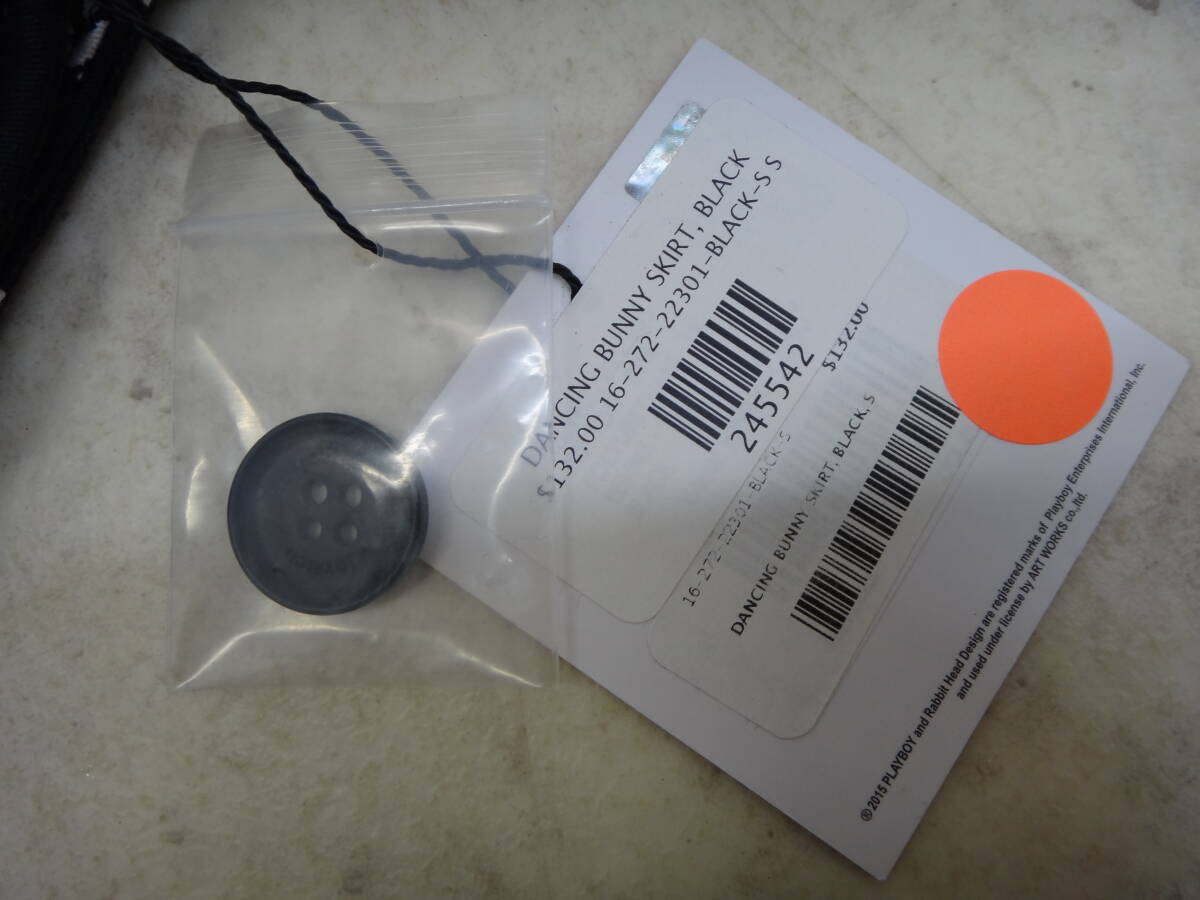 DANCING BUNNY SKIRT, BLACK
$132.00 16-272-22301-BLACK-S S
245542
$132.00
16-272-22301-BLACK-S
DANCING BUNNY SKIRT, BLACK, S
®2015 PLAYBOY and Rabbit Head Design are registered marks of Playboy Enterprises International, Inc.
and used under license by ART WORKS co.,ltd.